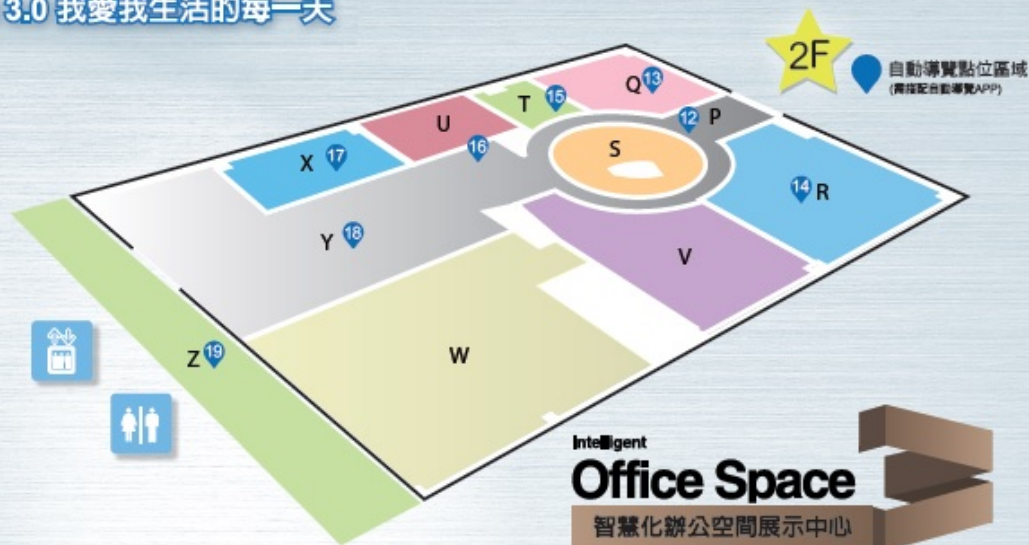 3.0 我愛我生活的每一天
2F
自動導覽點位區域
(需搭配自動導覽APP)
Q 13
T 15
12 P
U
S
16
X 17
14 R
Y 18
V
Z 19
W
Intelligent
Office Space
智慧化辦公空間展示中心